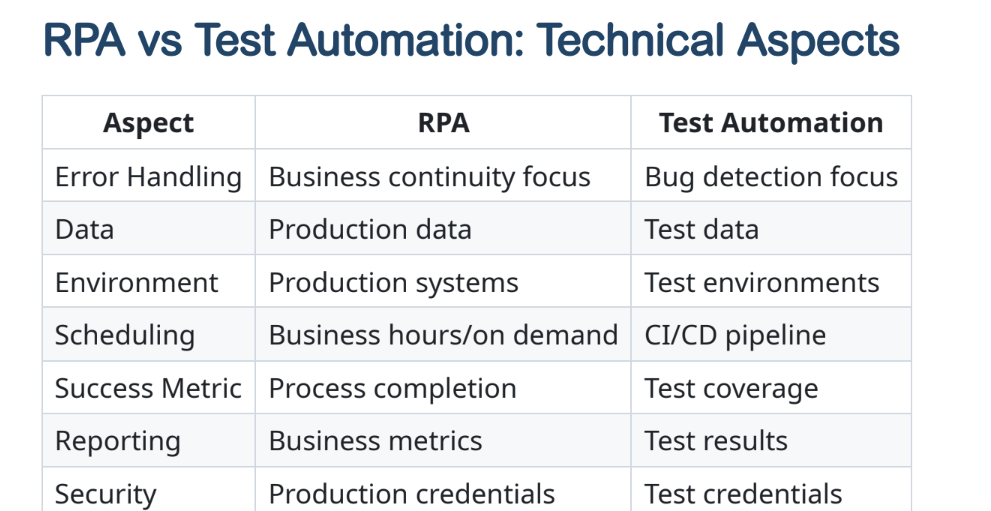 RPA vs Test Automation: Technical Aspects
Aspect RPA Test Automation
Error Handling Business continuity focus Bug detection focus
Data Production data Test data
Environment Production systems Test environments
Scheduling Business hours/on demand CI/CD pipeline
Success Metric Process completion Test coverage
Reporting Business metrics Test results
Security Production credentials Test credentials